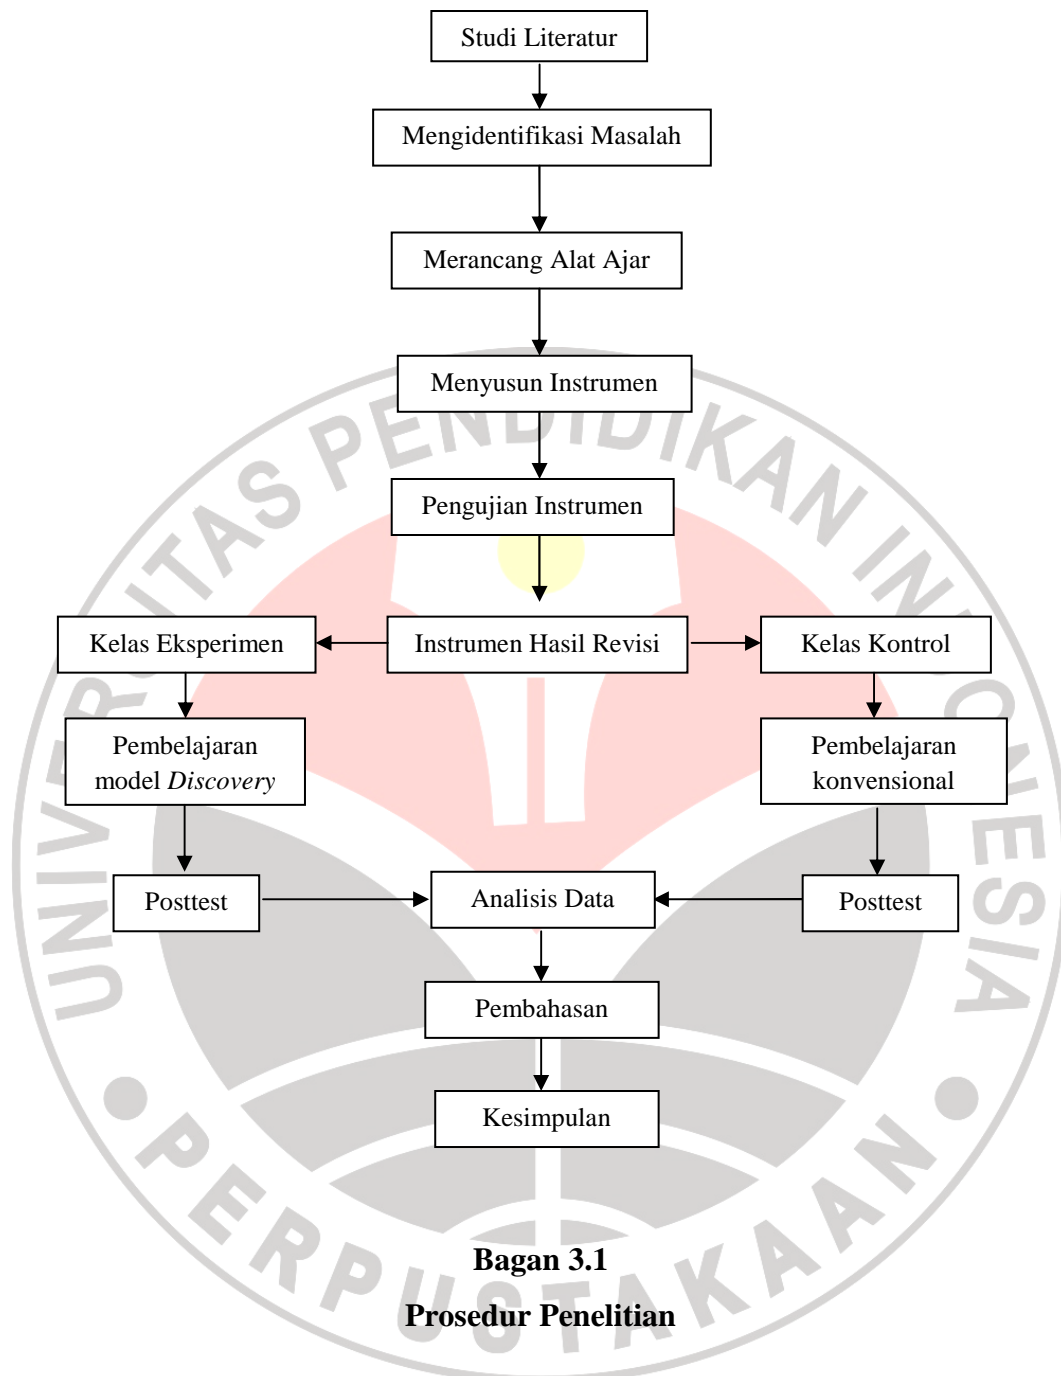 Studi Literatur
Mengidentifikasi Masalah
Merancang Alat Ajar
Menyusun Instrumen
Pengujian Instrumen
Kelas Eksperimen
Instrumen Hasil Revisi
Kelas Kontrol
Pembelajaran
model Discovery
Pembelajaran
konvensional
Posttest
Analisis Data
Posttest
Pembahasan
Kesimpulan
Bagan 3.1
Prosedur Penelitian
UNIVERSITAS PENDIDIKAN INDONESIA
PERPUSTAKAAN